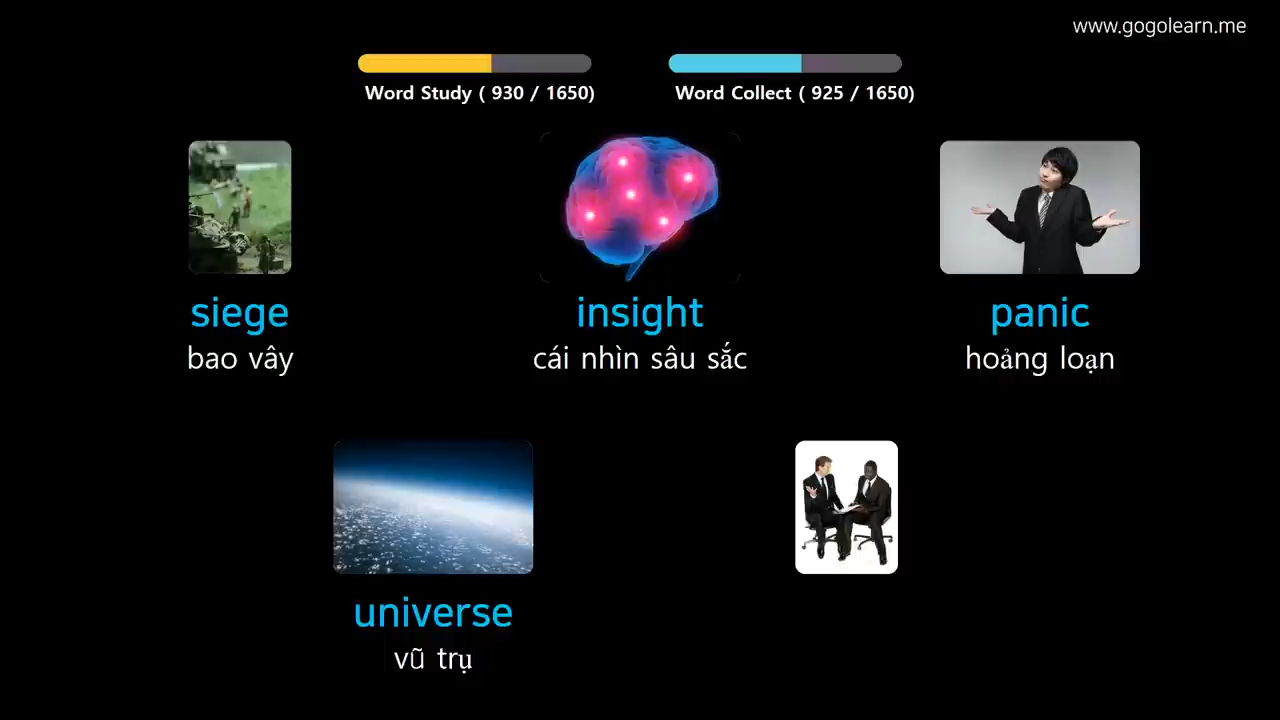 www.gogolearn.me
Word Study ( 930 / 1650)
Word Collect ( 925 / 1650)
siege
insight
panic
bao vây
cái nhìn sâu sắc
hoảng loạn
universe
vũ trụ